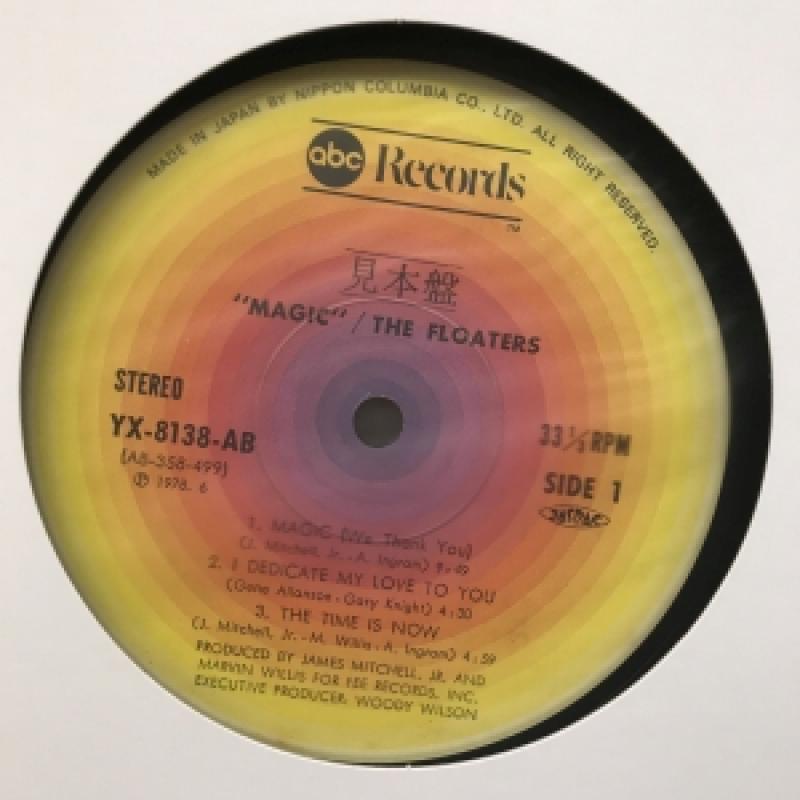 MADE IN JAPAN BY NIPPON COLUMBIA CO., LTD. ALL RIGHT RESERVED.
abc Records
TM
見本盤
"MAGIC" / THE FLOATERS
STEREO
YX-8138-AB
(AB-358-499)
Ⓟ 1978. 6
33⅓ RPM
SIDE 1
JASRAC
1. MAGIC (We Thank You)
(J. Mitchell, Jr. - A. Ingram) 9:49
2. I DEDICATE MY LOVE TO YOU
(Gene Allanson - Gary Knight) 4:30
3. THE TIME IS NOW
(J. Mitchell, Jr. - M. Willis - A. Ingram) 4:59
PRODUCED BY JAMES MITCHELL, JR. AND
MARVIN WILLIS FOR FEE RECORDS, INC.
EXECUTIVE PRODUCER: WOODY WILSON